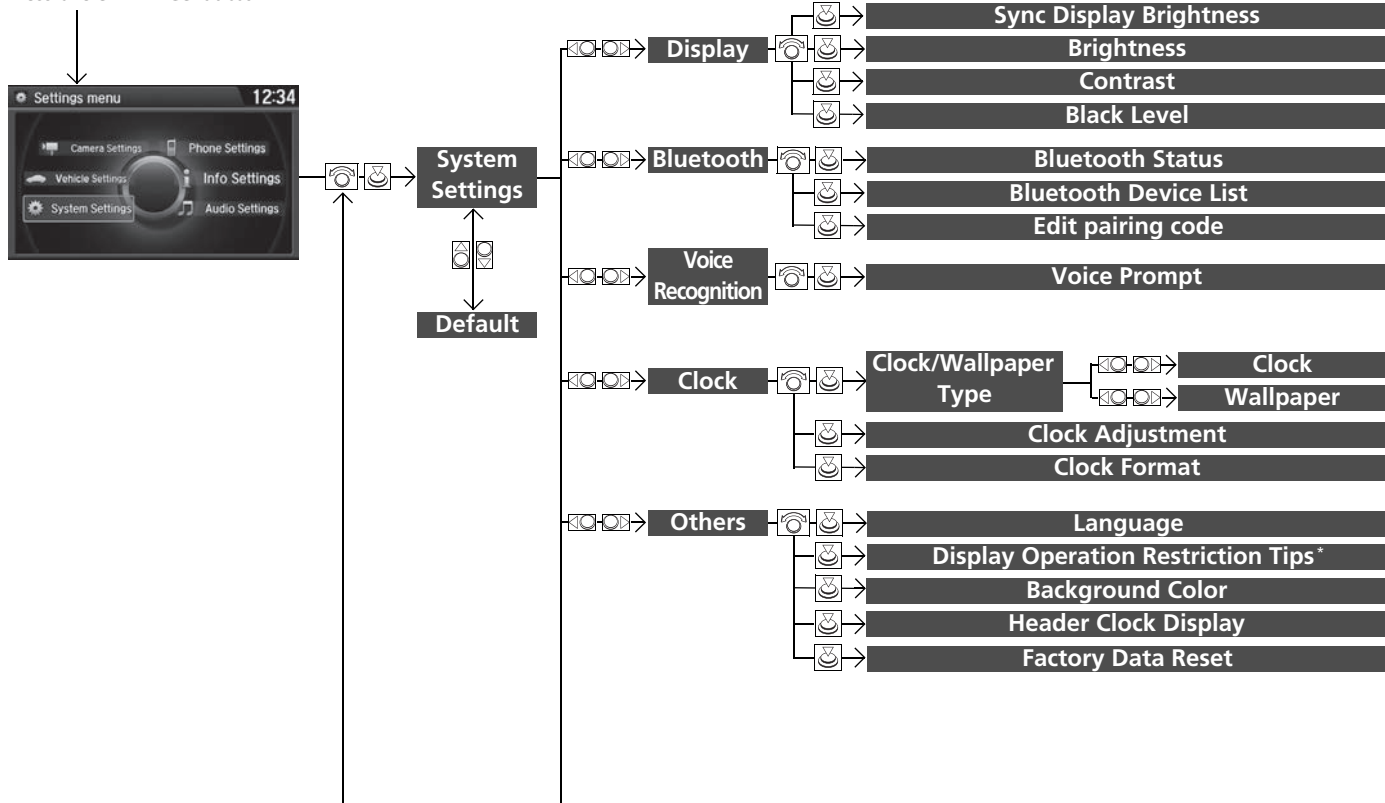 Settings menu 12:34
Camera Settings Phone Settings
Vehicle Settings Info Settings
System Settings Audio Settings
System
Settings
Default
Display
Sync Display Brightness
Brightness
Contrast
Black Level
Bluetooth
Bluetooth Status
Bluetooth Device List
Edit pairing code
Voice
Recognition
Voice Prompt
Clock
Clock/Wallpaper
Type
Clock
Wallpaper
Clock Adjustment
Clock Format
Others
Language
Display Operation Restriction Tips*
Background Color
Header Clock Display
Factory Data Reset